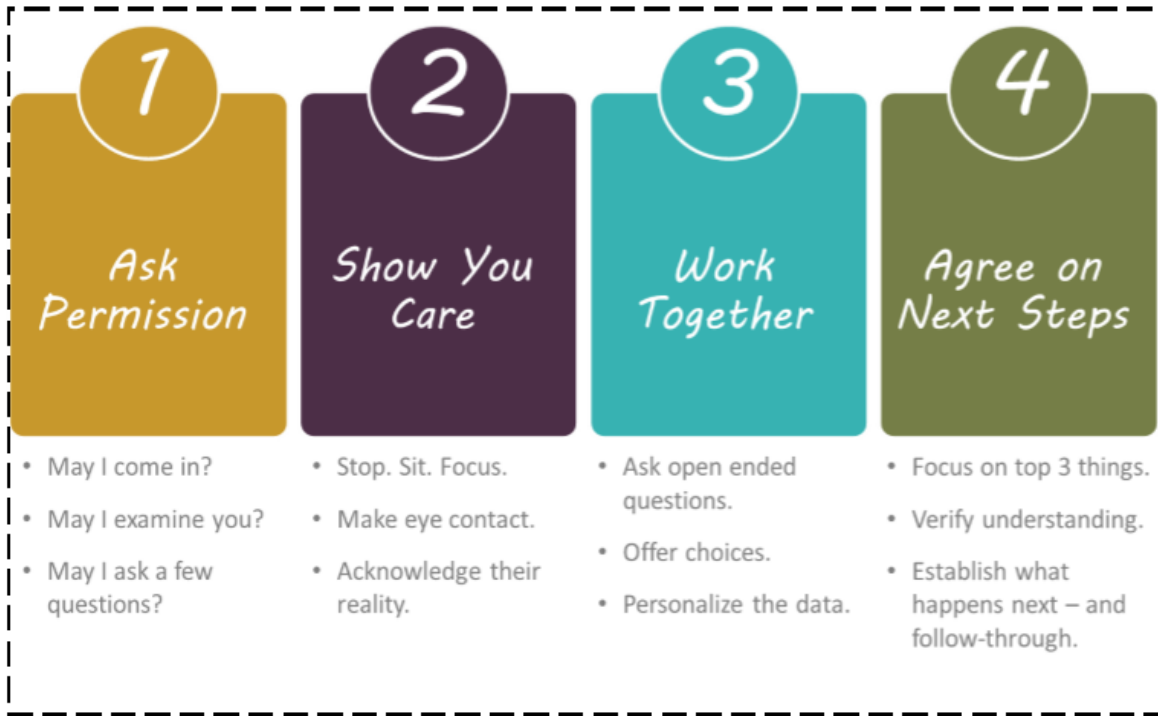 1
Ask
Permission
• May I come in?
• May I examine you?
• May I ask a few
questions?
2
Show You
Care
• Stop. Sit. Focus.
• Make eye contact.
• Acknowledge their
reality.
3
Work
Together
• Ask open ended
questions.
• Offer choices.
• Personalize the data.
4
Agree on
Next Steps
• Focus on top 3 things.
• Verify understanding.
• Establish what
happens next – and
follow-through.